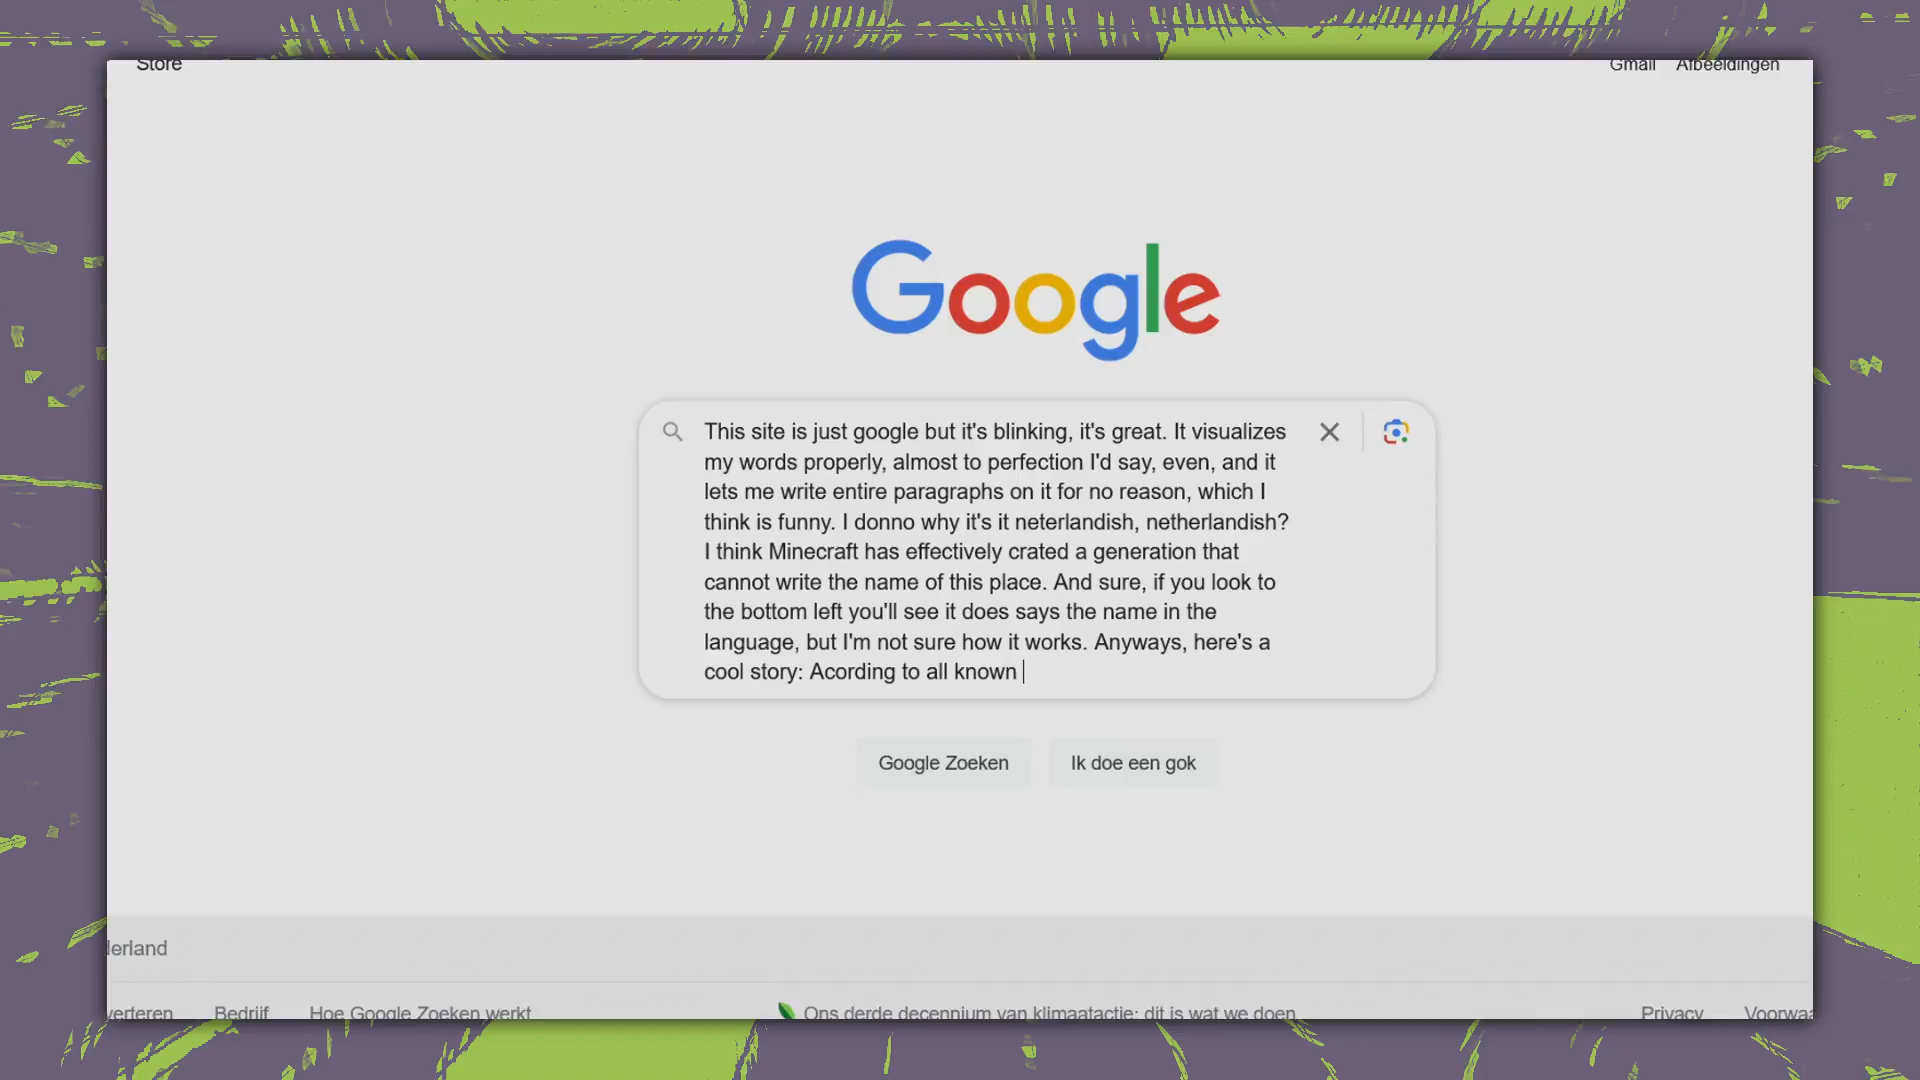 Store
Gmail Afbeeldingen
Google
This site is just google but it's blinking, it's great. It visualizes
my words properly, almost to perfection I'd say, even, and it
lets me write entire paragraphs on it for no reason, which I
think is funny. I donno why it's it neterlandish, netherlandish?
I think Minecraft has effectively crated a generation that
cannot write the name of this place. And sure, if you look to
the bottom left you'll see it does says the name in the
language, but I'm not sure how it works. Anyways, here's a
cool story: Acording to all known
Google Zoeken Ik doe een gok
derland
verteren Bedrijf Hoe Google Zoeken werkt Ons derde decennium van klimaatactie: dit is wat we doen Privacy Voorwaa